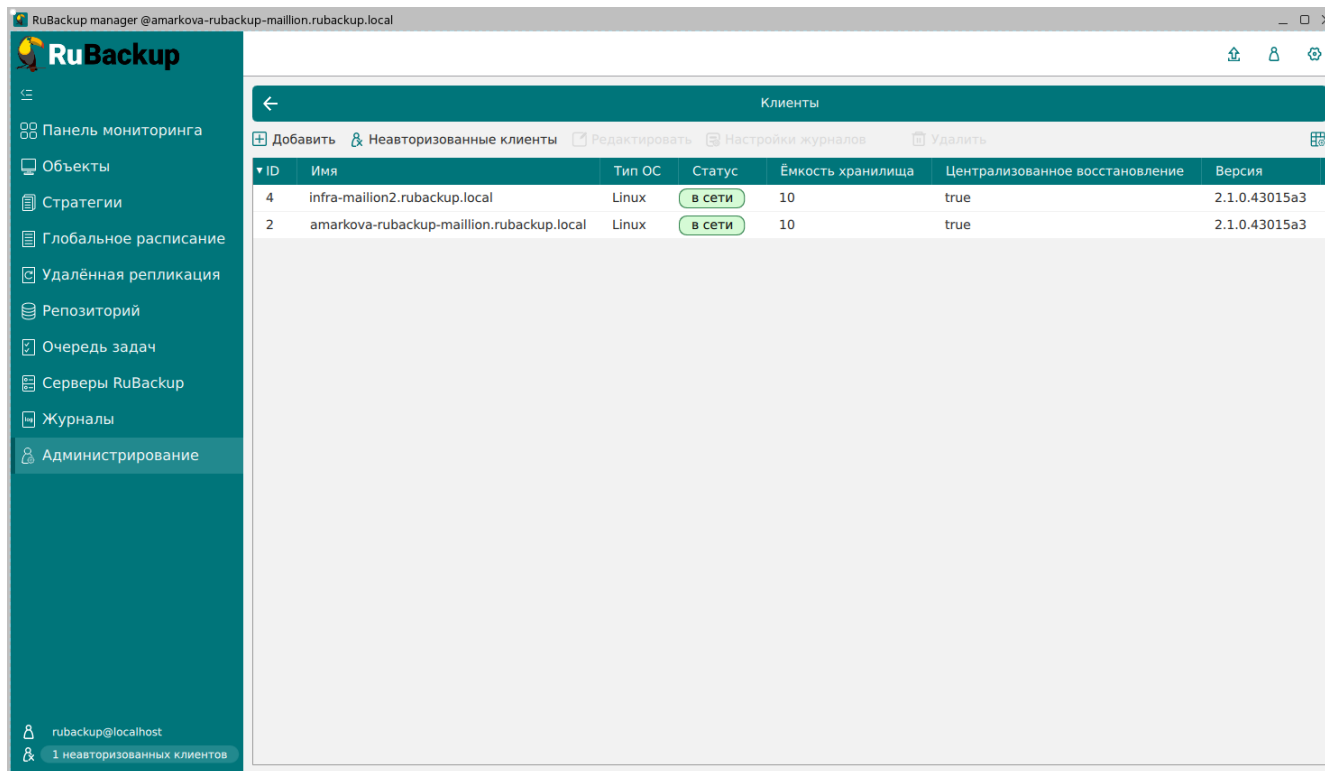 RuBackup manager @amarkova-rubackup-maillion.rubackup.local
RuBackup
Панель мониторинга
Объекты
Стратегии
Глобальное расписание
Удалённая репликация
Репозиторий
Очередь задач
Серверы RuBackup
Журналы
Администрирование
rubackup@localhost
1 неавторизованных клиентов
Клиенты
Добавить Неавторизованные клиенты Редактировать Настройки журналов Удалить
ID Имя Тип ОС Статус Ёмкость хранилища Централизованное восстановление Версия
4 infra-mailion2.rubackup.local Linux в сети 10 true 2.1.0.43015a3
2 amarkova-rubackup-maillion.rubackup.local Linux в сети 10 true 2.1.0.43015a3